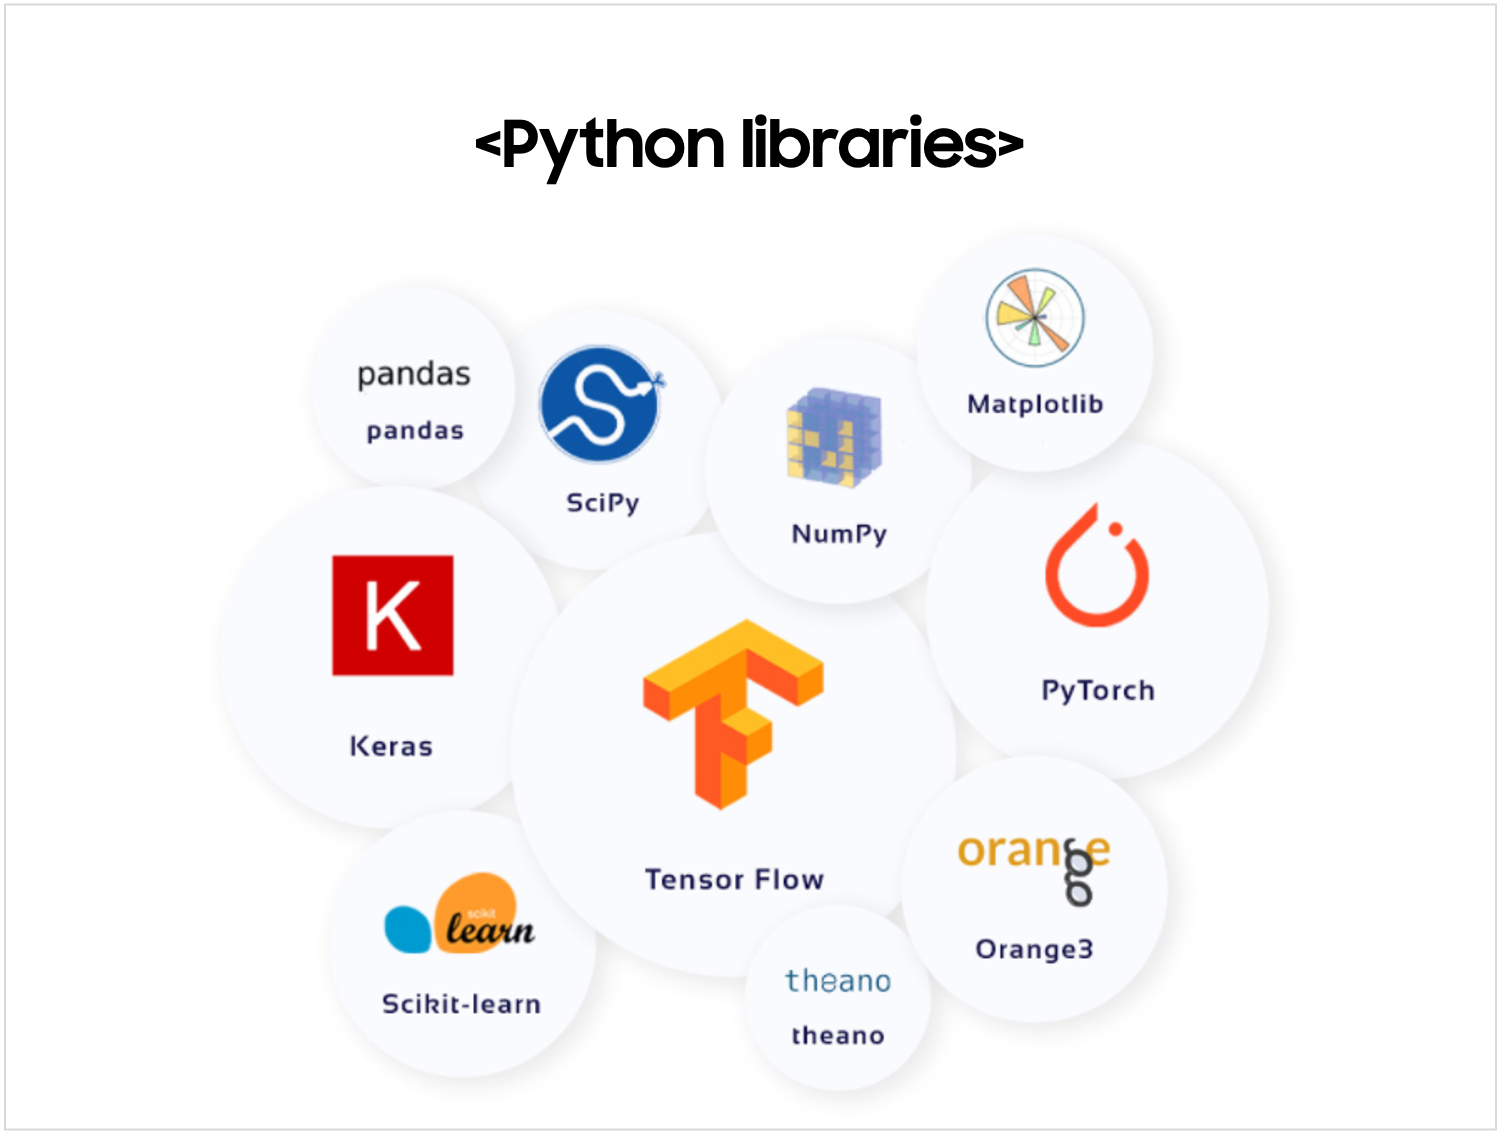 <Python libraries>
Matplotlib
pandas
pandas
SciPy
NumPy
K
Keras
PyTorch
Tensor Flow
orange
Orange3
scikit
learn
Scikit-learn
theano
theano